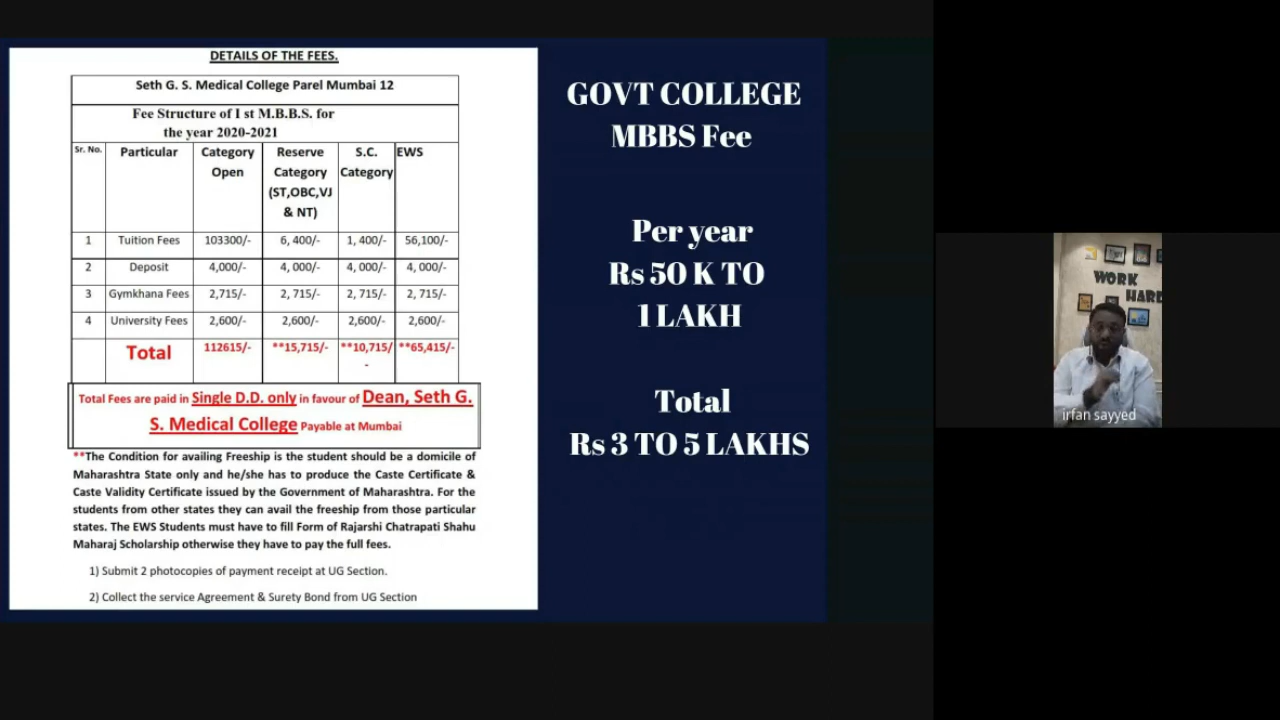 DETAILS OF THE FEES.
Seth G. S. Medical College Parel Mumbai 12
Fee Structure of I st M.B.B.S. for
the year 2020-2021
Sr. No. Particular Category Open Reserve Category (ST,OBC,VJ & NT) S.C. Category EWS
1 Tuition Fees 103300/- 6, 400/- 1, 400/- 56,100/-
2 Deposit 4,000/- 4, 000/- 4, 000/- 4, 000/-
3 Gymkhana Fees 2,715/- 2, 715/- 2, 715/- 2, 715/-
4 University Fees 2,600/- 2,600/- 2,600/- 2,600/-
Total 112615/- **15,715/- **10,715/- **65,415/-
Total Fees are paid in Single D.D. only in favour of Dean, Seth G.
S. Medical College Payable at Mumbai
**The Condition for availing Freeship is the student should be a domicile of
Maharashtra State only and he/she has to produce the Caste Certificate &
Caste Validity Certificate issued by the Government of Maharashtra. For the
students from other states they can avail the freeship from those particular
states. The EWS Students must have to fill Form of Rajarshi Chatrapati Shahu
Maharaj Scholarship otherwise they have to pay the full fees.
1) Submit 2 photocopies of payment receipt at UG Section.
2) Collect the service Agreement & Surety Bond from UG Section
GOVT COLLEGE
MBBS Fee
Per year
Rs 50 K TO
1 LAKH
Total
Rs 3 TO 5 LAKHS
WORK
HARD
irfan sayyed